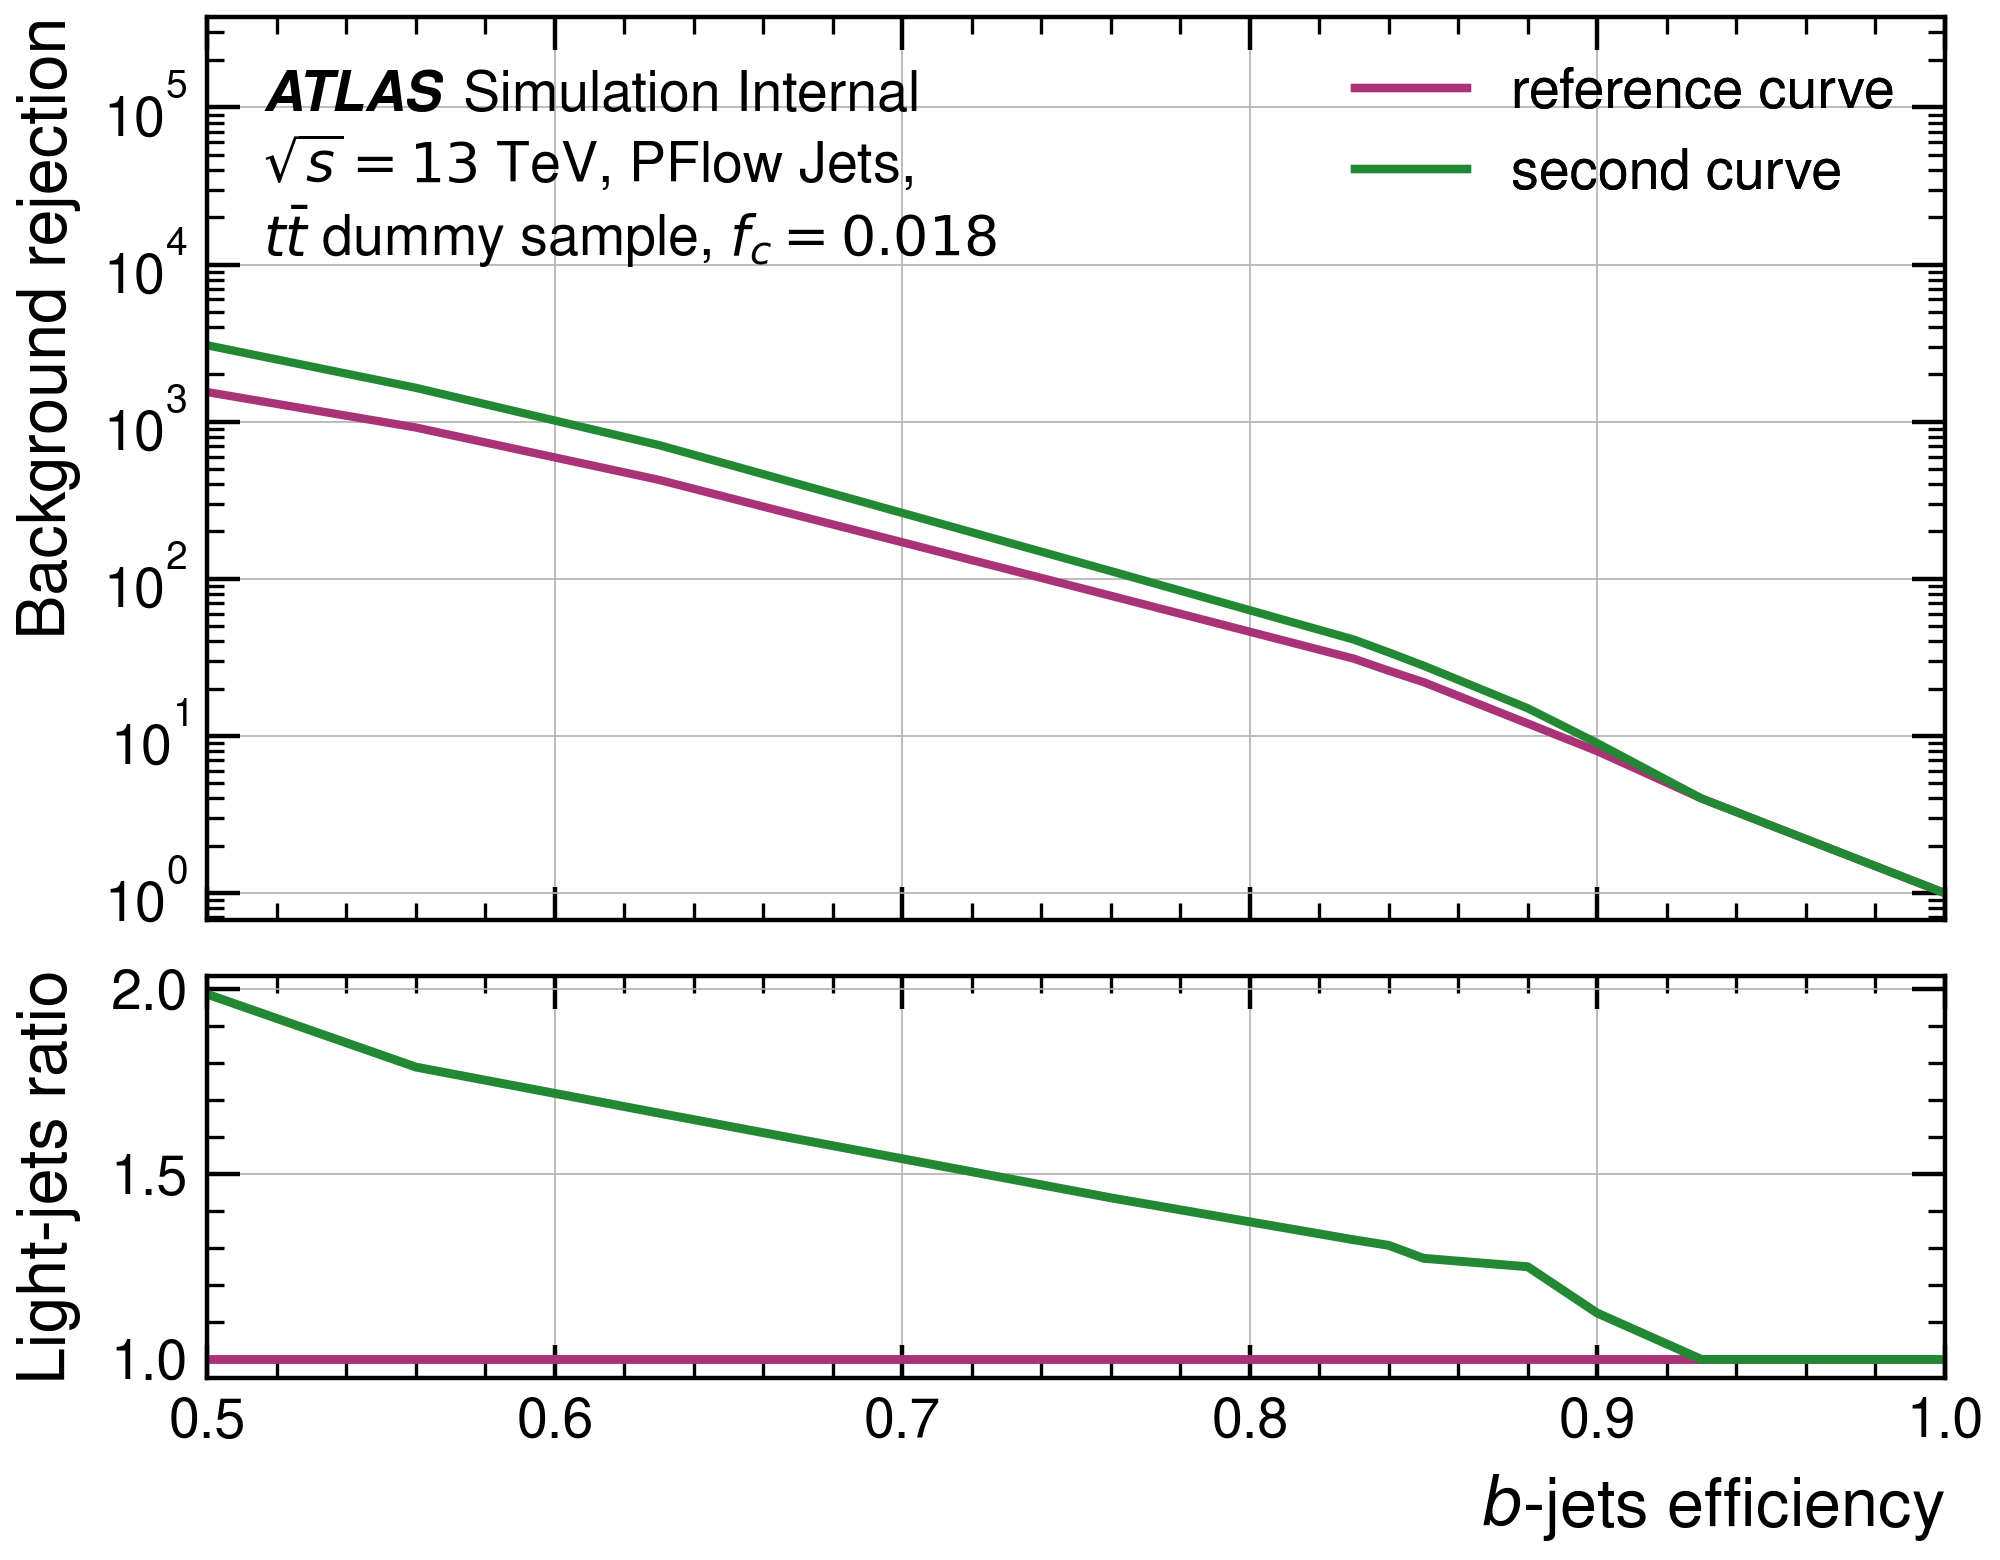 Background rejection
10^5
10^4
10^3
10^2
10^1
10^0
ATLAS Simulation Internal
√s = 13 TeV, PFlow Jets,
tt̄ dummy sample, f_c = 0.018
reference curve
second curve
Light-jets ratio
2.0
1.5
1.0
0.5 0.6 0.7 0.8 0.9 1.0
b-jets efficiency